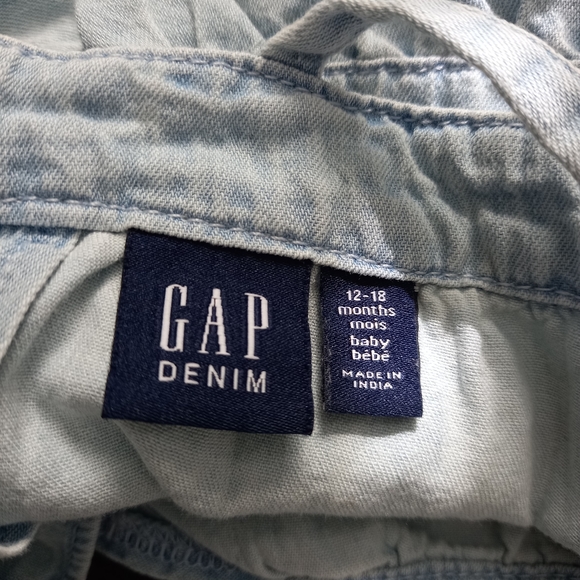 GAP
DENIM
12-18
months
mois
baby
bébé
MADE IN
INDIA